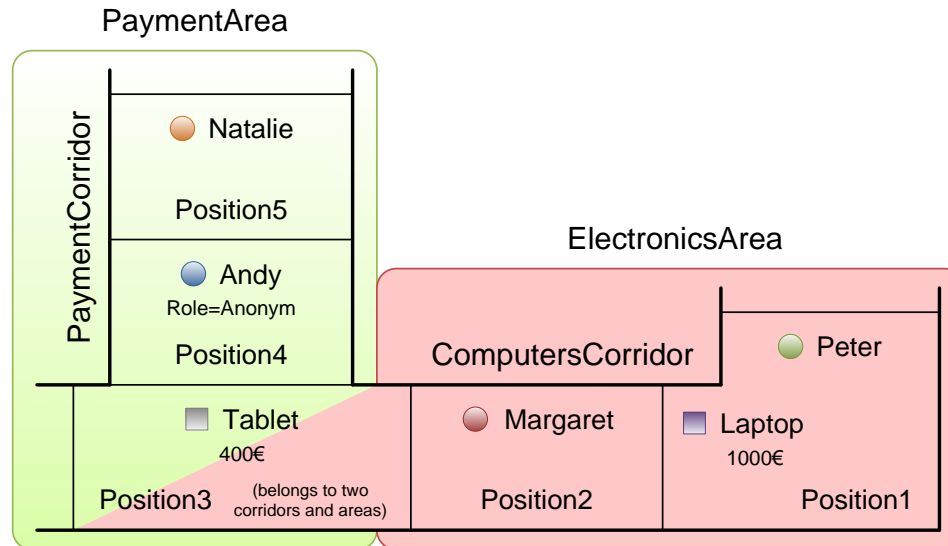 PaymentArea
PaymentCorridor
Natalie
Position5
Andy
Role=Anonym
Position4
Tablet
400€
Position3
(belongs to two
corridors and areas)
ElectronicsArea
ComputersCorridor
Peter
Margaret
Position2
Laptop
1000€
Position1